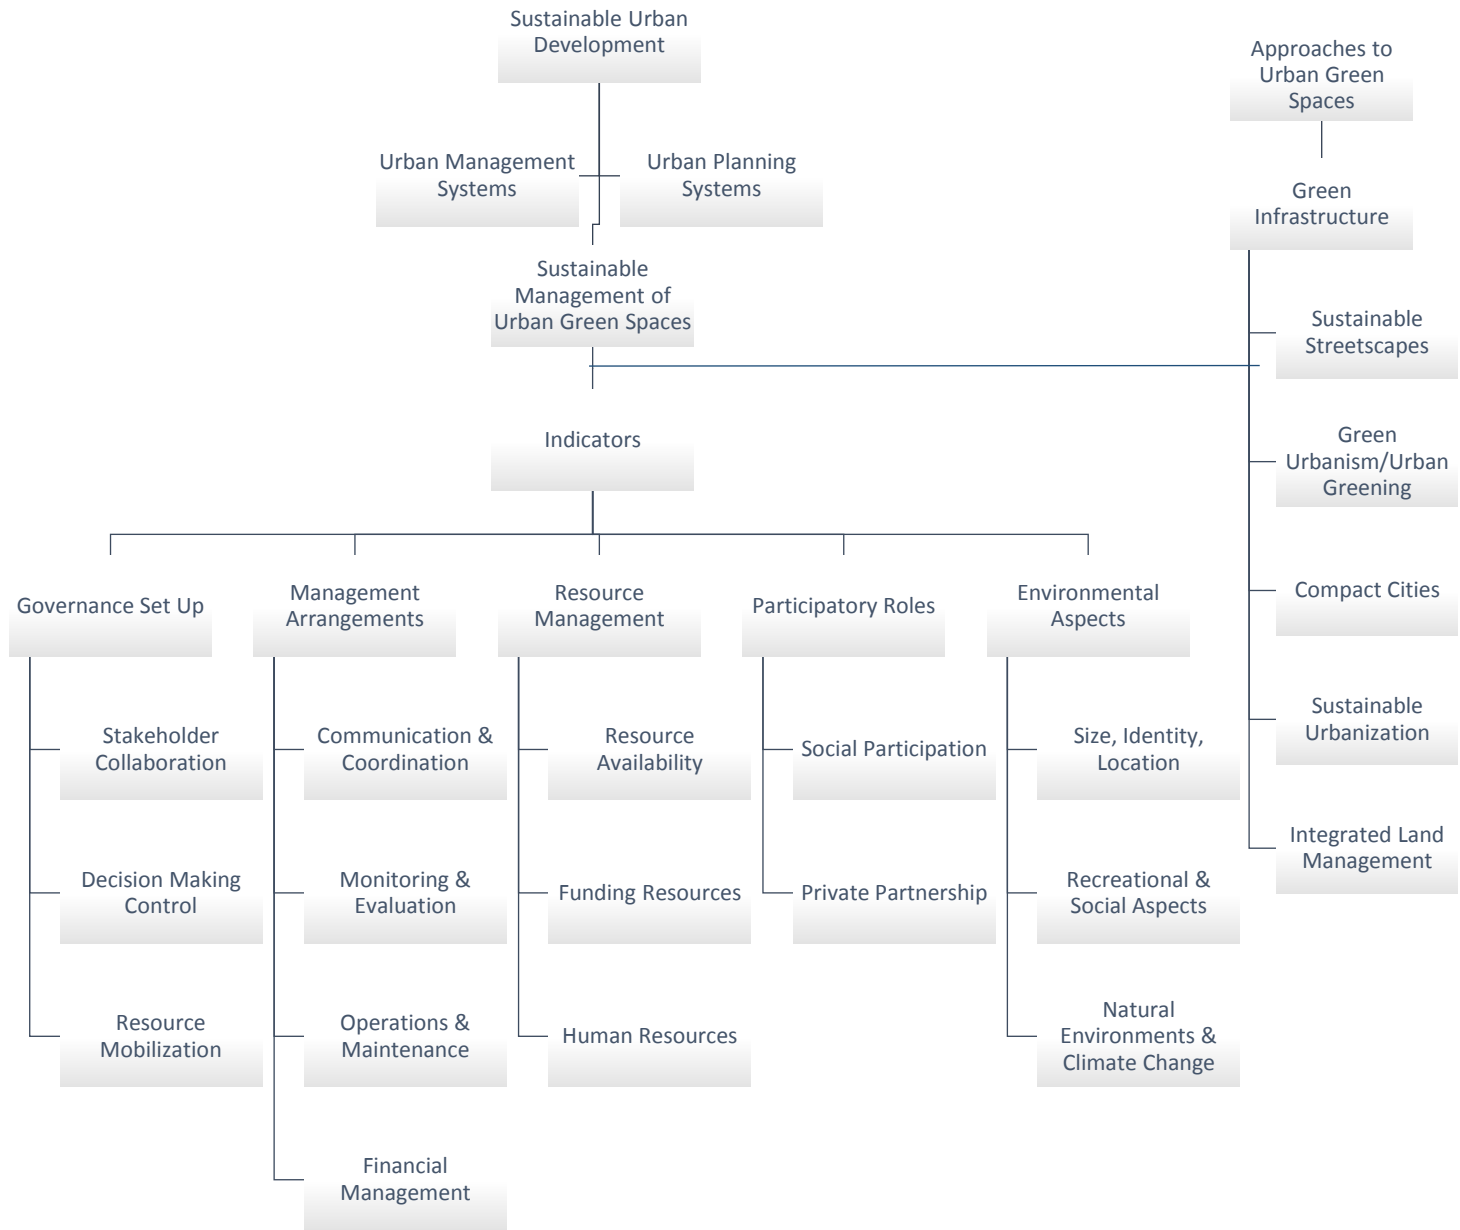 Sustainable Urban
Development
Approaches to
Urban Green
Spaces
Urban Management
Systems
Urban Planning
Systems
Green
Infrastructure
Sustainable
Management of
Urban Green Spaces
Sustainable
Streetscapes
Indicators
Green
Urbanism/Urban
Greening
Compact Cities
Governance Set Up
Management
Arrangements
Resource
Management
Participatory Roles
Environmental
Aspects
Sustainable
Urbanization
Stakeholder
Collaboration
Communication &
Coordination
Resource
Availability
Social Participation
Size, Identity,
Location
Integrated Land
Management
Decision Making
Control
Monitoring &
Evaluation
Funding Resources
Private Partnership
Recreational &
Social Aspects
Resource
Mobilization
Operations &
Maintenance
Human Resources
Natural
Environments &
Climate Change
Financial
Management